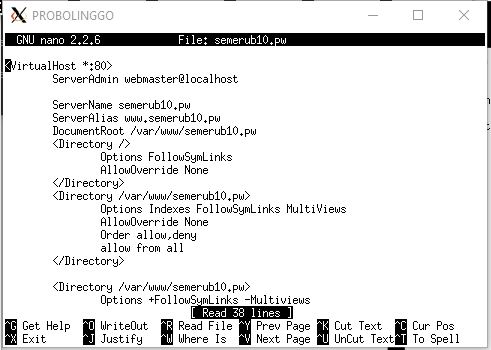 PROBOLINGGO
GNU nano 2.2.6 File: semerub10.pw
<VirtualHost *:80>
ServerAdmin webmaster@localhost
ServerName semerub10.pw
ServerAlias www.semerub10.pw
DocumentRoot /var/www/semerub10.pw
<Directory />
Options FollowSymLinks
AllowOverride None
</Directory>
<Directory /var/www/semerub10.pw>
Options Indexes FollowSymLinks MultiViews
AllowOverride None
Order allow,deny
allow from all
</Directory>
<Directory /var/www/semerub10.pw>
Options +FollowSymLinks -Multiviews
[ Read 38 lines ]
^G Get Help ^O WriteOut ^R Read File ^Y Prev Page ^K Cut Text ^C Cur Pos
^X Exit ^J Justify ^W Where Is ^V Next Page ^U UnCut Text ^T To Spell